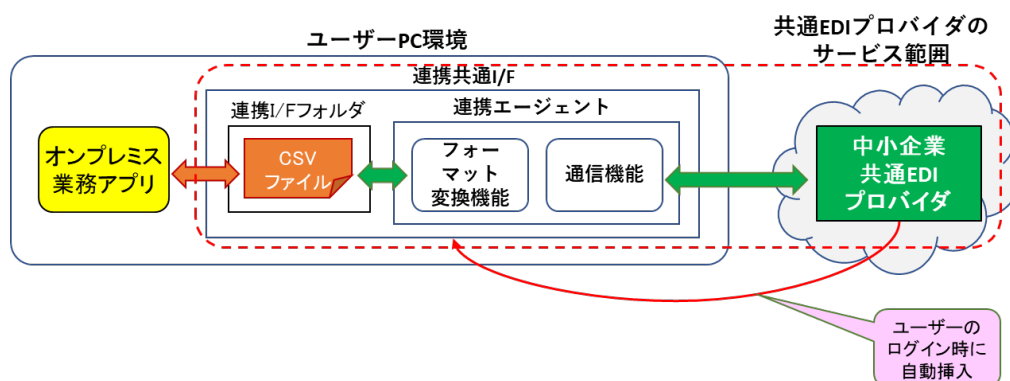 共通EDIプロバイダの
サービス範囲
ユーザーPC環境
連携共通I/F
連携I/Fフォルダ
連携エージェント
オンプレミス
業務アプリ
CSV
ファイル
フォー
マット
変換機能
通信機能
中小企業
共通EDI
プロバイダ
ユーザーの
ログイン時に
自動挿入